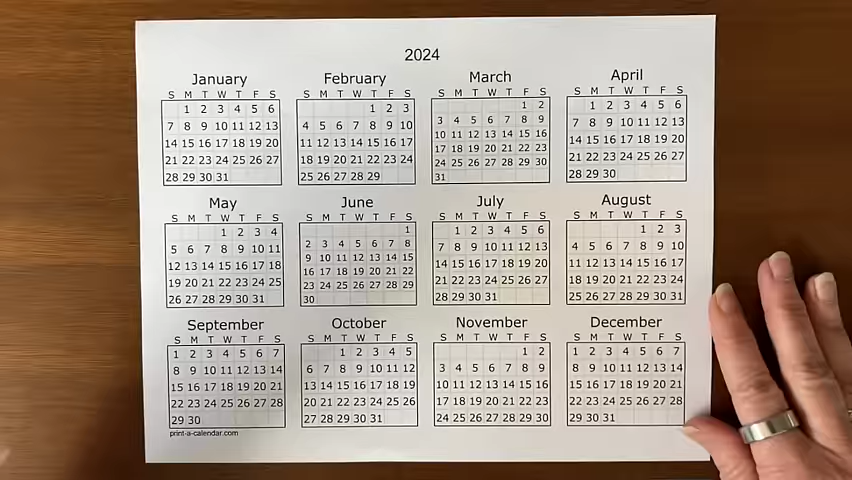 2024
January February March April
S M T W T F S S M T W T F S S M T W T F S S M T W T F S
1 2 3 4 5 6 1 2 3 1 2 1 2 3 4 5 6
7 8 9 10 11 12 13 4 5 6 7 8 9 10 3 4 5 6 7 8 9 7 8 9 10 11 12 13
14 15 16 17 18 19 20 11 12 13 14 15 16 17 10 11 12 13 14 15 16 14 15 16 17 18 19 20
21 22 23 24 25 26 27 18 19 20 21 22 23 24 17 18 19 20 21 22 23 21 22 23 24 25 26 27
28 29 30 31 25 26 27 28 29 24 25 26 27 28 29 30 28 29 30
31
May June July August
S M T W T F S S M T W T F S S M T W T F S S M T W T F S
1 2 3 4 1 1 2 3 4 5 6 1 2 3
5 6 7 8 9 10 11 2 3 4 5 6 7 8 7 8 9 10 11 12 13 4 5 6 7 8 9 10
12 13 14 15 16 17 18 9 10 11 12 13 14 15 14 15 16 17 18 19 20 11 12 13 14 15 16 17
19 20 21 22 23 24 25 16 17 18 19 20 21 22 21 22 23 24 25 26 27 18 19 20 21 22 23 24
26 27 28 29 30 31 23 24 25 26 27 28 29 28 29 30 31 25 26 27 28 29 30 31
30
September October November December
S M T W T F S S M T W T F S S M T W T F S S M T W T F S
1 2 3 4 5 6 7 1 2 3 4 5 1 2 1 2 3 4 5 6 7
8 9 10 11 12 13 14 6 7 8 9 10 11 12 3 4 5 6 7 8 9 8 9 10 11 12 13 14
15 16 17 18 19 20 21 13 14 15 16 17 18 19 10 11 12 13 14 15 16 15 16 17 18 19 20 21
22 23 24 25 26 27 28 20 21 22 23 24 25 26 17 18 19 20 21 22 23 22 23 24 25 26 27 28
29 30 27 28 29 30 31 24 25 26 27 28 29 30 29 30 31
print-a-calendar.com